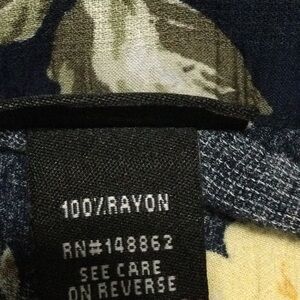 100% RAYON
RN#148862
SEE CARE
ON REVERSE